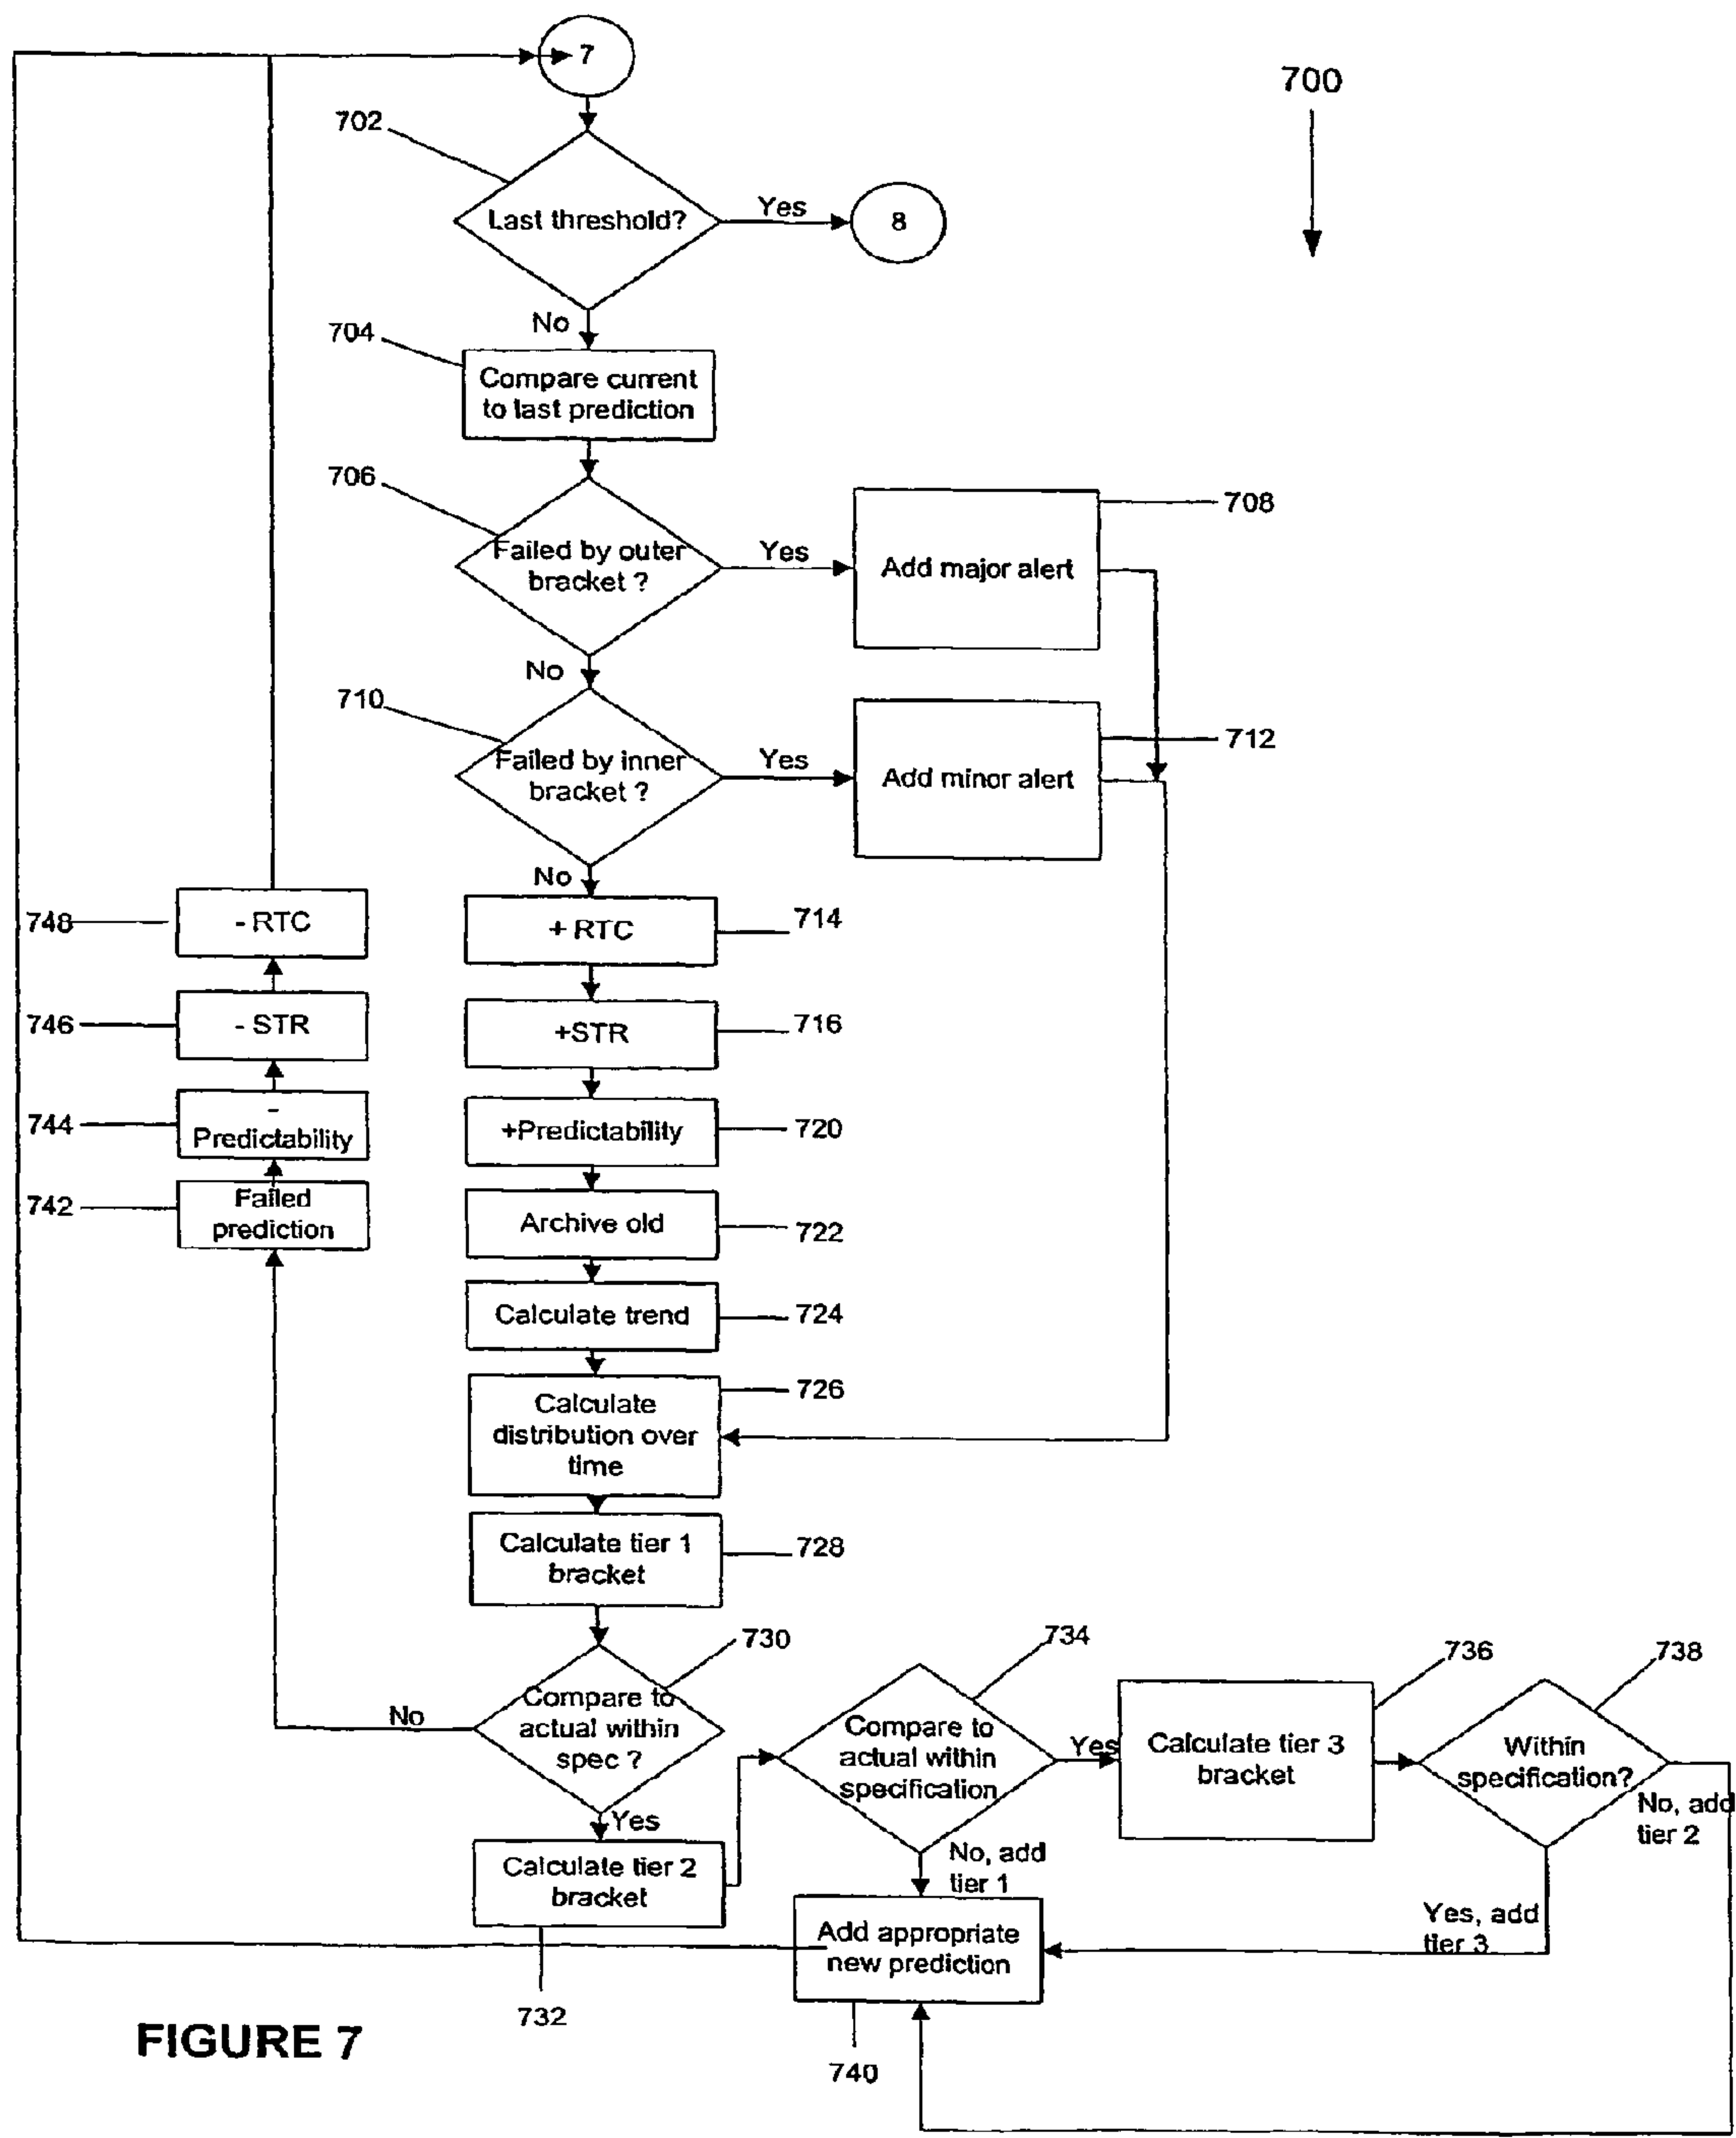 7
700
702
Last threshold?
Yes
8
No
704
Compare current
to last prediction
706
Failed by outer
bracket ?
Yes
708
Add major alert
No
710
Failed by inner
bracket ?
Yes
712
Add minor alert
No
748
- RTC
+ RTC
714
746
- STR
+STR
716
744
-
Predictability
+Predictability
720
742
Failed
prediction
Archive old
722
Calculate trend
724
Calculate
distribution over
time
726
Calculate tier 1
bracket
728
730
Compare to
actual within
spec ?
No
Yes
Calculate tier 2
bracket
732
734
Compare to
actual within
specification
Yes
No, add
tier 1
736
Calculate tier 3
bracket
738
Within
specification?
No, add
tier 2
Yes, add
tier 3
Add appropriate
new prediction
740
FIGURE 7